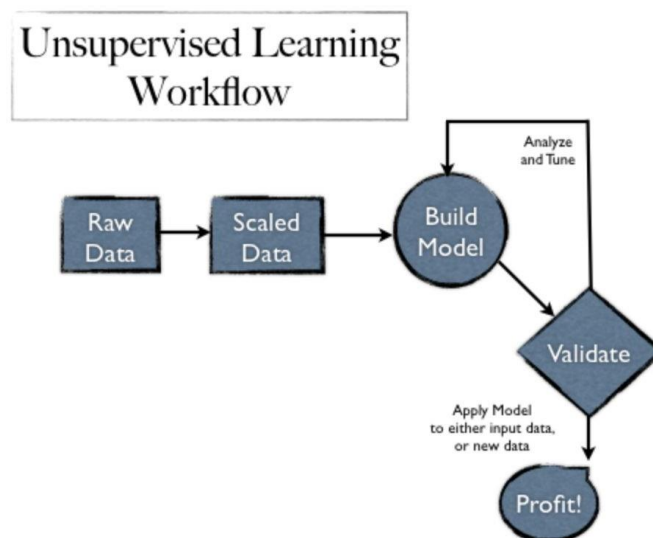 Unsupervised Learning
Workflow
Analyze
and Tune
Raw
Data
Scaled
Data
Build
Model
Validate
Apply Model
to either input data,
or new data
Profit!